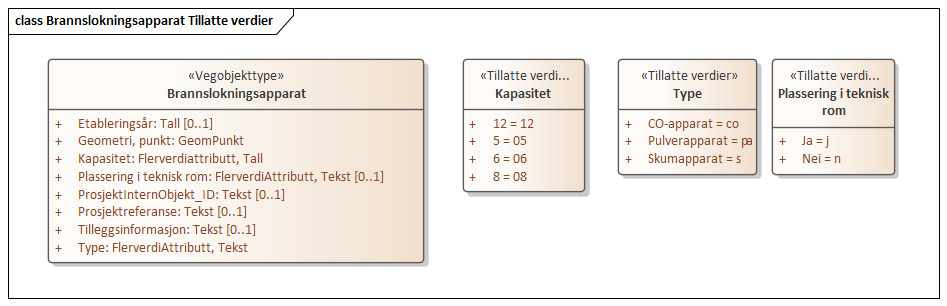 class Brannslokningsapparat Tillatte verdier
«Vegobjekttype»
Brannslokningsapparat
+ Etableringsår: Tall [0..1]
+ Geometri, punkt: GeomPunkt
+ Kapasitet: Flerverdiattributt, Tall
+ Plassering i teknisk rom: FlerverdiAttributt, Tekst [0..1]
+ ProsjektInternObjekt_ID: Tekst [0..1]
+ Prosjektreferanse: Tekst [0..1]
+ Tilleggsinformasjon: Tekst [0..1]
+ Type: FlerverdiAttributt, Tekst
«Tillatte verdi...
Kapasitet
+ 12 = 12
+ 5 = 05
+ 6 = 06
+ 8 = 08
«Tillatte verdier»
Type
+ CO-apparat = co
+ Pulverapparat = pa
+ Skumapparat = s
«Tillatte verdi...
Plassering i teknisk
rom
+ Ja = j
+ Nei = n